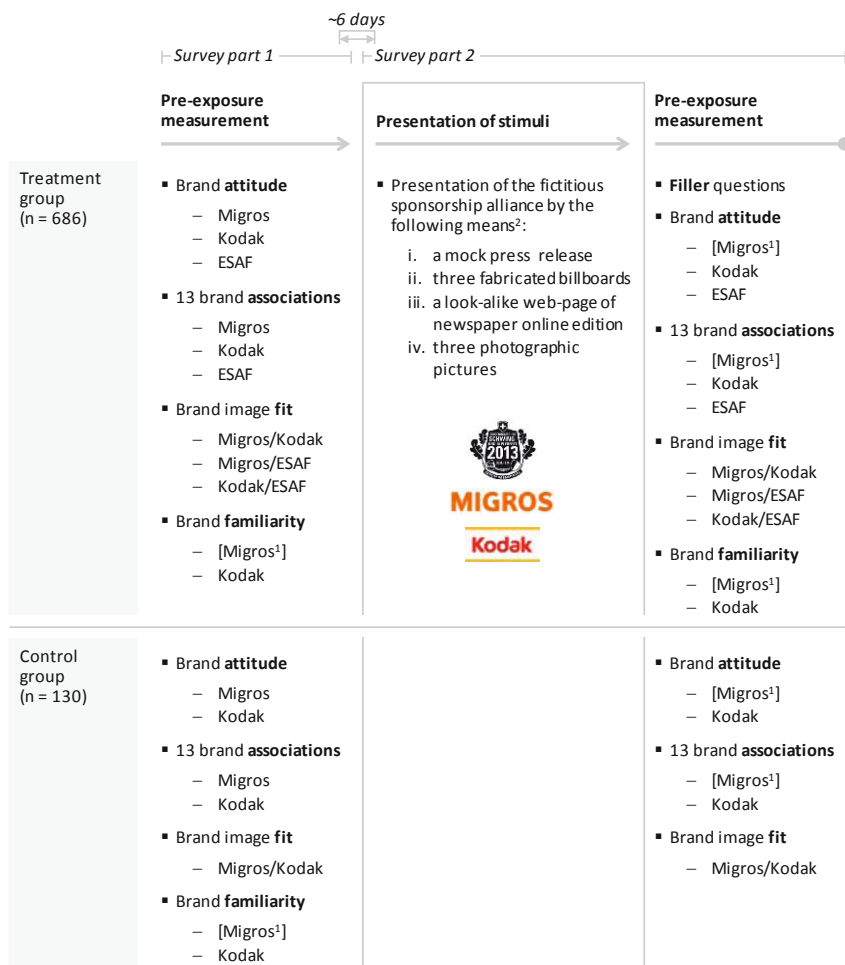 ~6 days
Survey part 1
Survey part 2
Pre-exposure
measurement
Presentation of stimuli
Pre-exposure
measurement
Treatment
group
(n = 686)
▪ Brand attitude
– Migros
– Kodak
– ESAF
▪ 13 brand associations
– Migros
– Kodak
– ESAF
▪ Brand image fit
– Migros/Kodak
– Migros/ESAF
– Kodak/ESAF
▪ Brand familiarity
– [Migros¹]
– Kodak
▪ Presentation of the fictitious
sponsorship alliance by the
following means²:
i. a mock press release
ii. three fabricated billboards
iii. a look-alike web-page of
newspaper online edition
iv. three photographic
pictures
SCHWING
2013
MIGROS
Kodak
▪ Filler questions
▪ Brand attitude
– [Migros¹]
– Kodak
– ESAF
▪ 13 brand associations
– [Migros¹]
– Kodak
– ESAF
▪ Brand image fit
– Migros/Kodak
– Migros/ESAF
– Kodak/ESAF
▪ Brand familiarity
– [Migros¹]
– Kodak
Control
group
(n = 130)
▪ Brand attitude
– Migros
– Kodak
▪ 13 brand associations
– Migros
– Kodak
▪ Brand image fit
– Migros/Kodak
▪ Brand familiarity
– [Migros¹]
– Kodak
▪ Brand attitude
– [Migros¹]
– Kodak
▪ 13 brand associations
– [Migros¹]
– Kodak
▪ Brand image fit
– Migros/Kodak